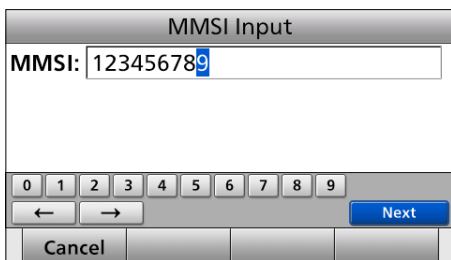 MMSI Input
MMSI: 123456789
0 1 2 3 4 5 6 7 8 9
← → Next
Cancel